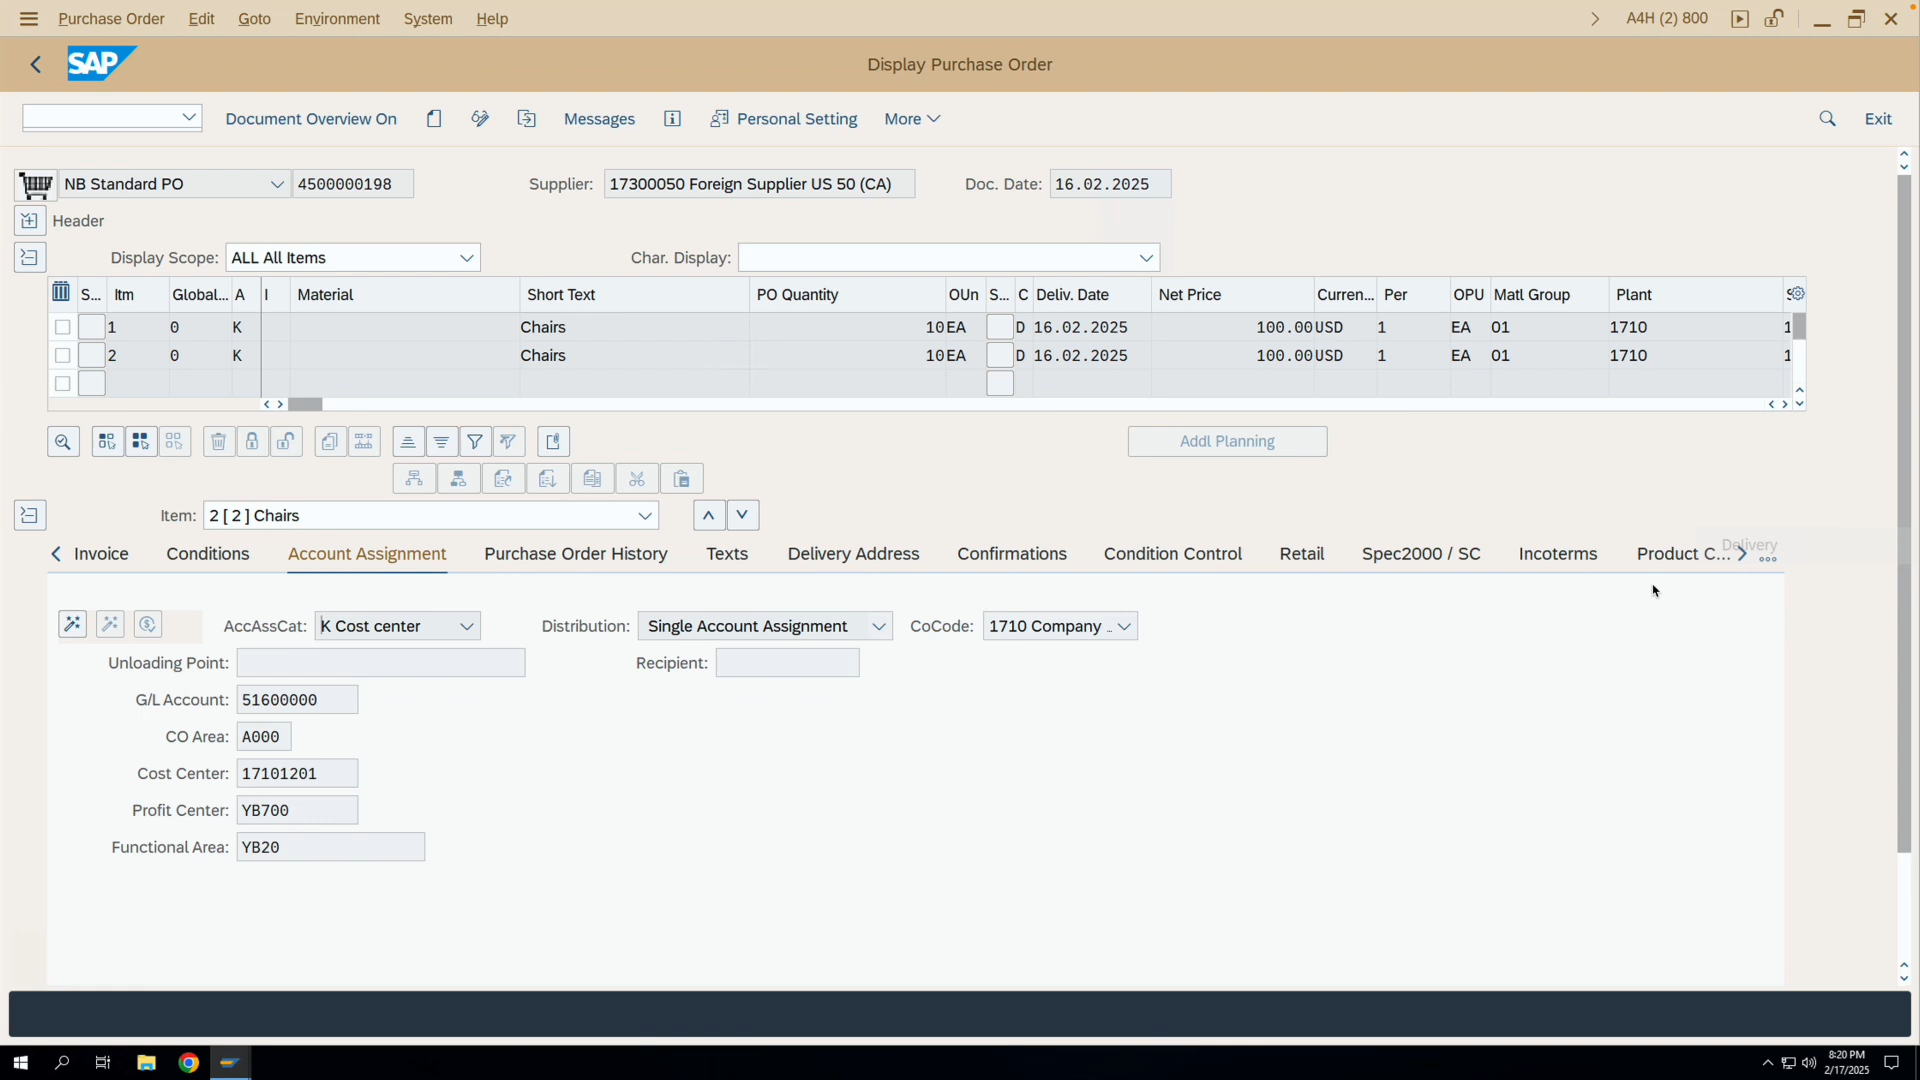 Purchase Order Edit Goto Environment System Help A4H (2) 800
SAP Display Purchase Order
Document Overview On Messages Personal Setting More Exit
NB Standard PO 4500000198 Supplier: 17300050 Foreign Supplier US 50 (CA) Doc. Date: 16.02.2025
Header
Display Scope: ALL All Items Char. Display:
S... Itm Global... A I Material Short Text PO Quantity OUn S... C Deliv. Date Net Price Curren... Per OPU Matl Group Plant
1 0 K Chairs 10 EA D 16.02.2025 100.00 USD 1 EA 01 1710 1
2 0 K Chairs 10 EA D 16.02.2025 100.00 USD 1 EA 01 1710 1
Addl Planning
Item: 2 [ 2 ] Chairs
Invoice Conditions Account Assignment Purchase Order History Texts Delivery Address Confirmations Condition Control Retail Spec2000 / SC Incoterms Product C... Delivery
AccAssCat: K Cost center Distribution: Single Account Assignment CoCode: 1710 Company ..
Unloading Point: Recipient:
G/L Account: 51600000
CO Area: A000
Cost Center: 17101201
Profit Center: YB700
Functional Area: YB20
8:20 PM
2/17/2025